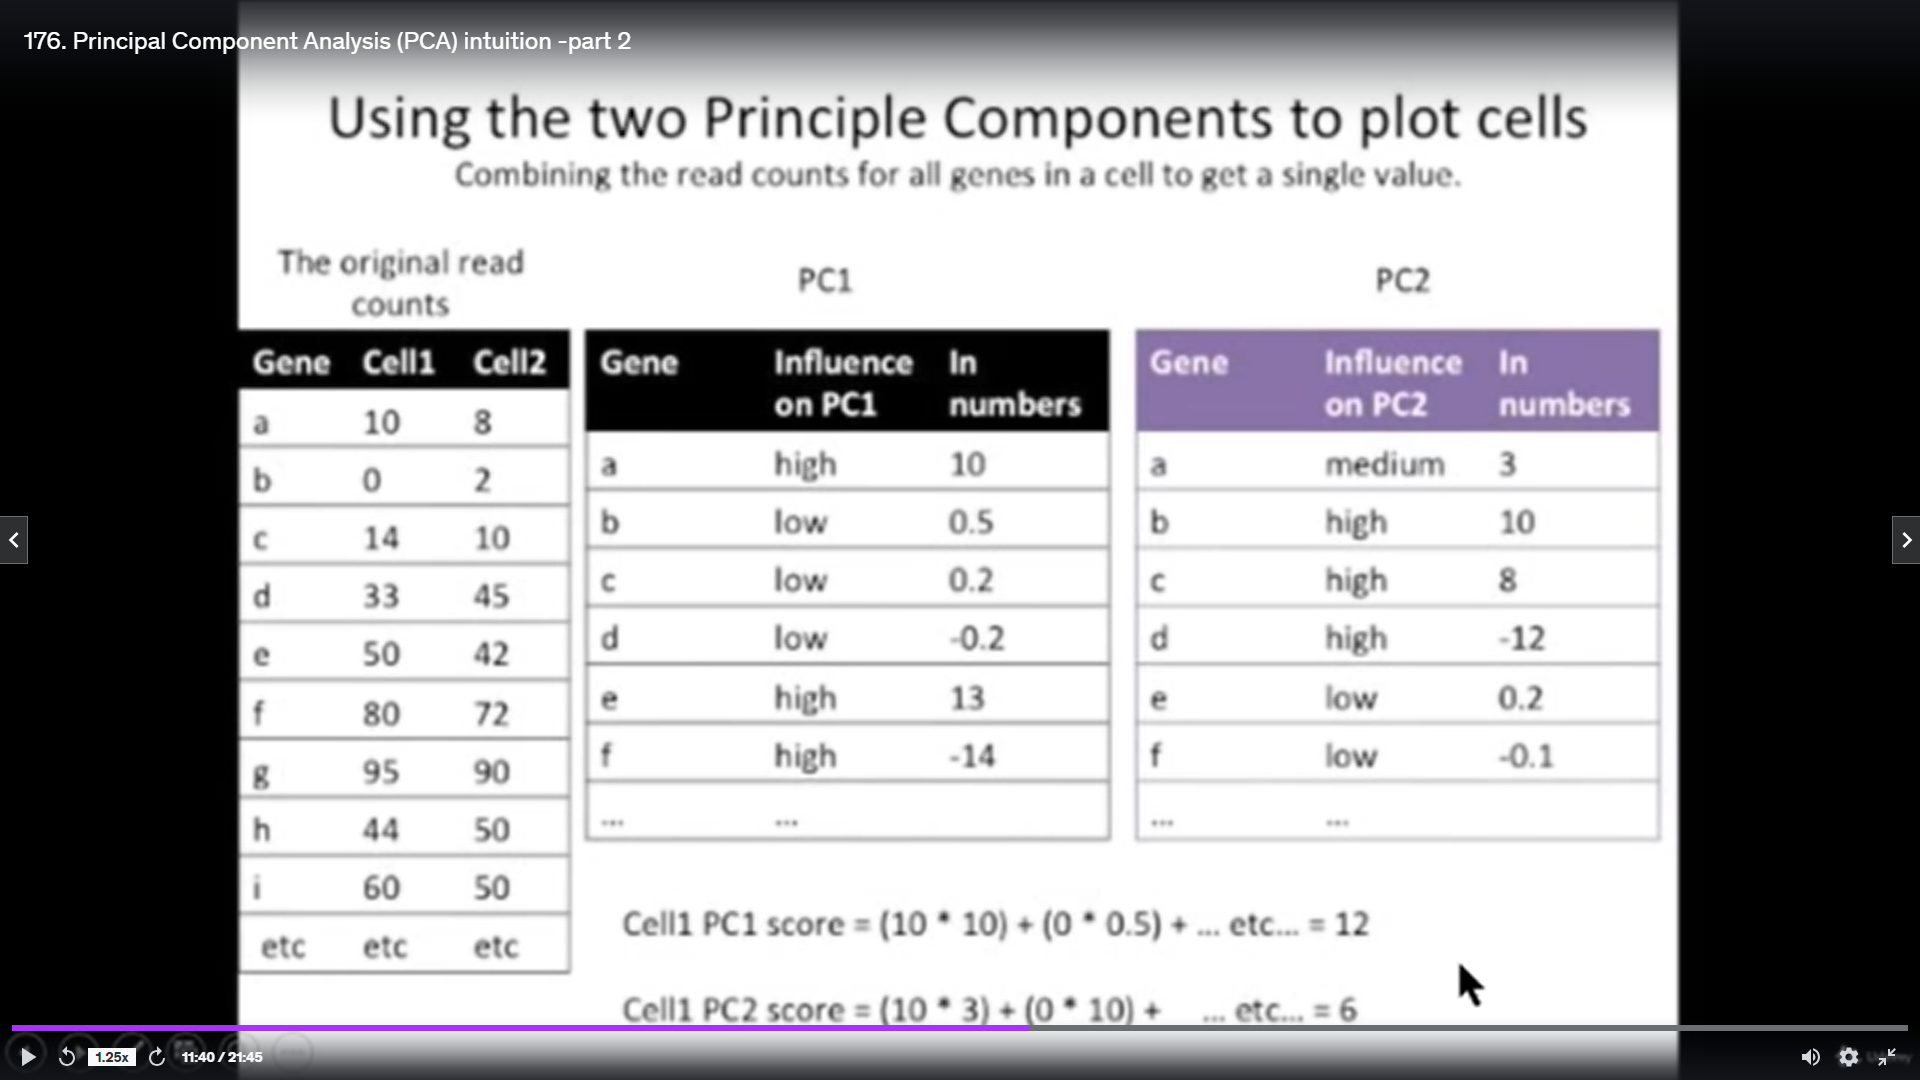 176. Principal Component Analysis (PCA) intuition -part 2
Using the two Principle Components to plot cells
Combining the read counts for all genes in a cell to get a single value.
The original read
counts
Gene Cell1 Cell2
a 10 8
b 0 2
c 14 10
d 33 45
e 50 42
f 80 72
g 95 90
h 44 50
i 60 50
etc etc etc
PC1
Gene Influence on PC1 In numbers
a high 10
b low 0.5
c low 0.2
d low -0.2
e high 13
f high -14
... ...
PC2
Gene Influence on PC2 In numbers
a medium 3
b high 10
c high 8
d high -12
e low 0.2
f low -0.1
... ...
Cell1 PC1 score = (10 * 10) + (0 * 0.5) + ... etc... = 12
Cell1 PC2 score = (10 * 3) + (0 * 10) + ... etc... = 6
1.25x
11:40 / 21:45